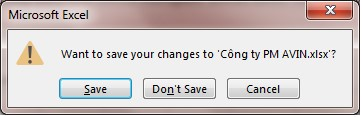 Microsoft Excel
Want to save your changes to 'Công ty PM AVIN.xlsx'?
Save
Don't Save
Cancel